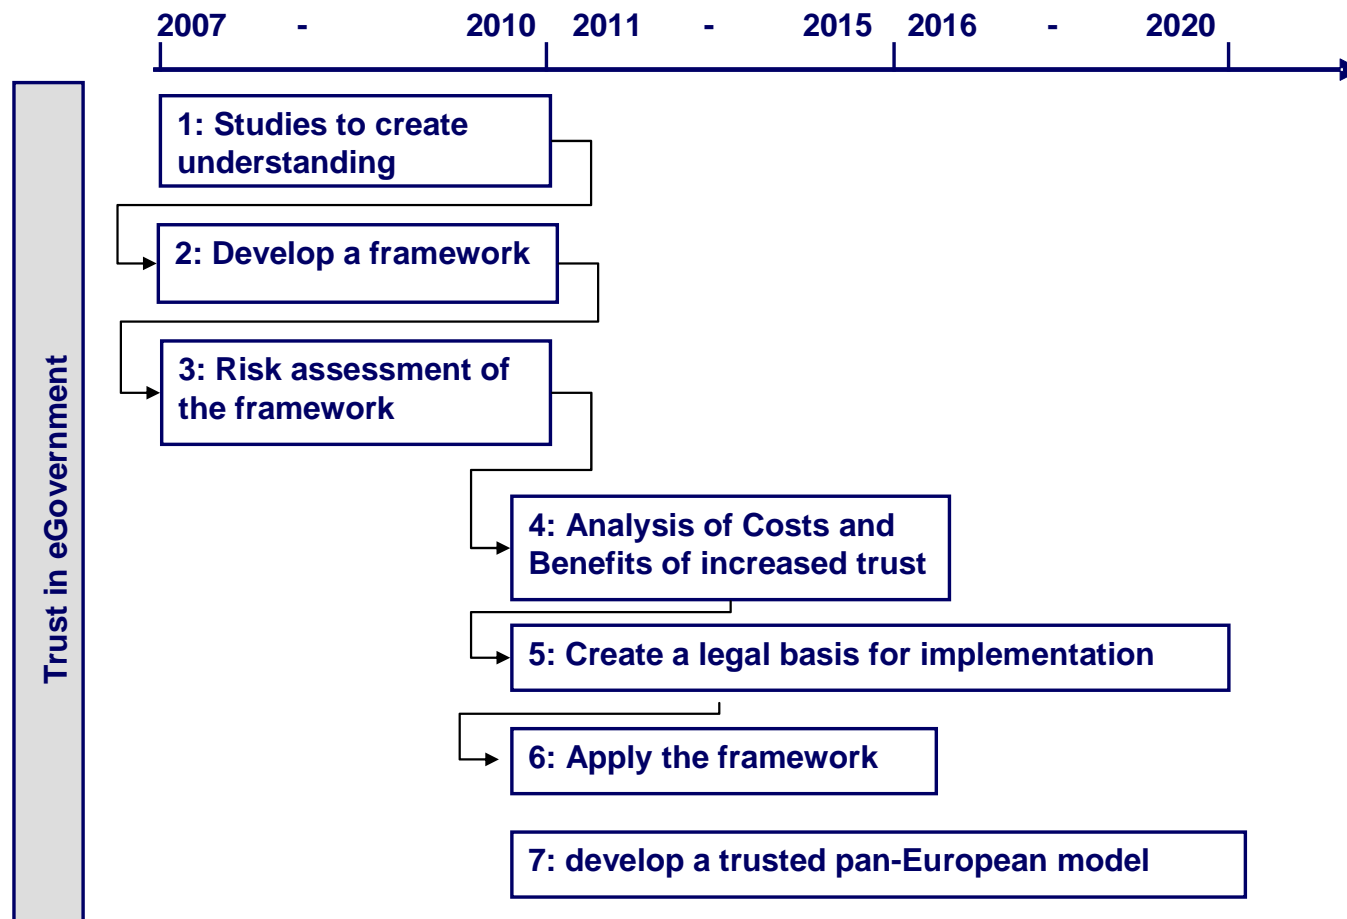 2007 - 2010 2011 - 2015 2016 - 2020
Trust in eGovernment
1: Studies to create
understanding
2: Develop a framework
3: Risk assessment of
the framework
4: Analysis of Costs and
Benefits of increased trust
5: Create a legal basis for implementation
6: Apply the framework
7: develop a trusted pan-European model